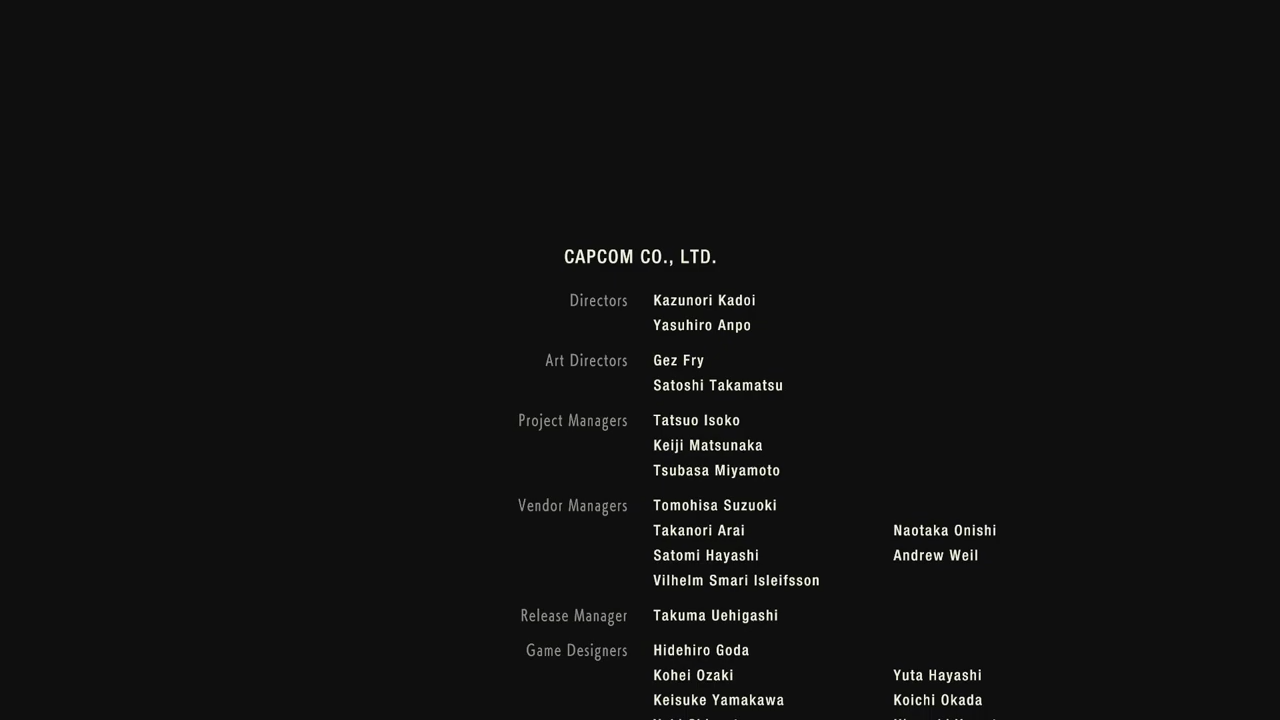 CAPCOM CO., LTD.
Directors Kazunori Kadoi
Yasuhiro Anpo
Art Directors Gez Fry
Satoshi Takamatsu
Project Managers Tatsuo Isoko
Keiji Matsunaka
Tsubasa Miyamoto
Vendor Managers Tomohisa Suzuoki
Takanori Arai Naotaka Onishi
Satomi Hayashi Andrew Weil
Vilhelm Smari Isleifsson
Release Manager Takuma Uehigashi
Game Designers Hidehiro Goda
Kohei Ozaki Yuta Hayashi
Keisuke Yamakawa Koichi Okada